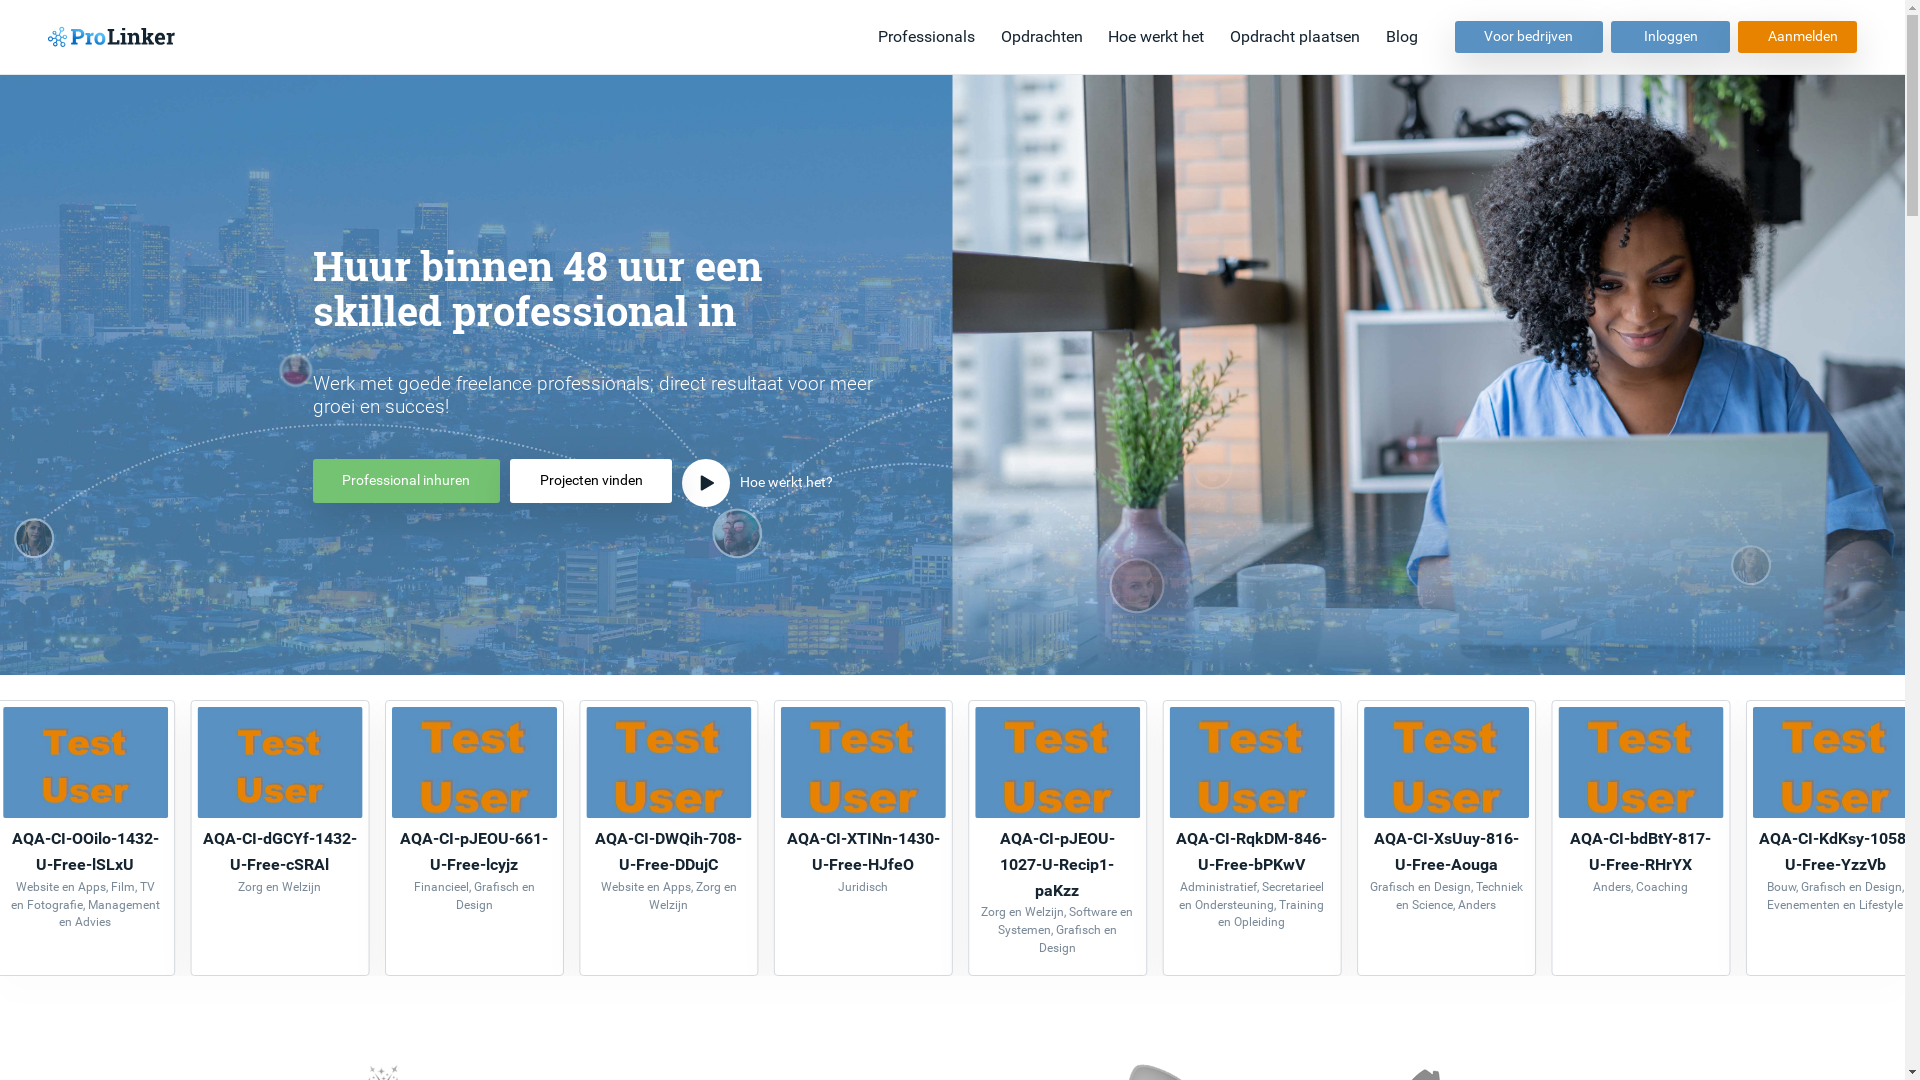 ProLinker
Professionals
Opdrachten
Hoe werkt het
Opdracht plaatsen
Blog
Voor bedrijven
Inloggen
Aanmelden
Huur binnen 48 uur een
skilled professional in
Werk met goede freelance professionals; direct resultaat voor meer
groei en succes!
Professional inhuren
Projecten vinden
Hoe werkt het?
Test
User
AQA-CI-OOilo-1432-
U-Free-lSLxU
Website en Apps, Film, TV
en Fotografie, Management
en Advies
Test
User
AQA-CI-dGCYf-1432-
U-Free-cSRAl
Zorg en Welzijn
Test
User
AQA-CI-pJEOU-661-
U-Free-lcyjz
Financieel, Grafisch en
Design
Test
User
AQA-CI-DWQih-708-
U-Free-DDujC
Website en Apps, Zorg en
Welzijn
Test
User
AQA-CI-XTINn-1430-
U-Free-HJfeO
Juridisch
Test
User
AQA-CI-pJEOU-
1027-U-Recip1-
paKzz
Zorg en Welzijn, Software en
Systemen, Grafisch en
Design
Test
User
AQA-CI-RqkDM-846-
U-Free-bPKwV
Administratief, Secretarieel
en Ondersteuning, Training
en Opleiding
Test
User
AQA-CI-XsUuy-816-
U-Free-Aouga
Grafisch en Design, Techniek
en Science, Anders
Test
User
AQA-CI-bdBtY-817-
U-Free-RHrYX
Anders, Coaching
Test
User
AQA-CI-KdKsy-1058
U-Free-YzzVb
Bouw, Grafisch en Design,
Evenementen en Lifestyle